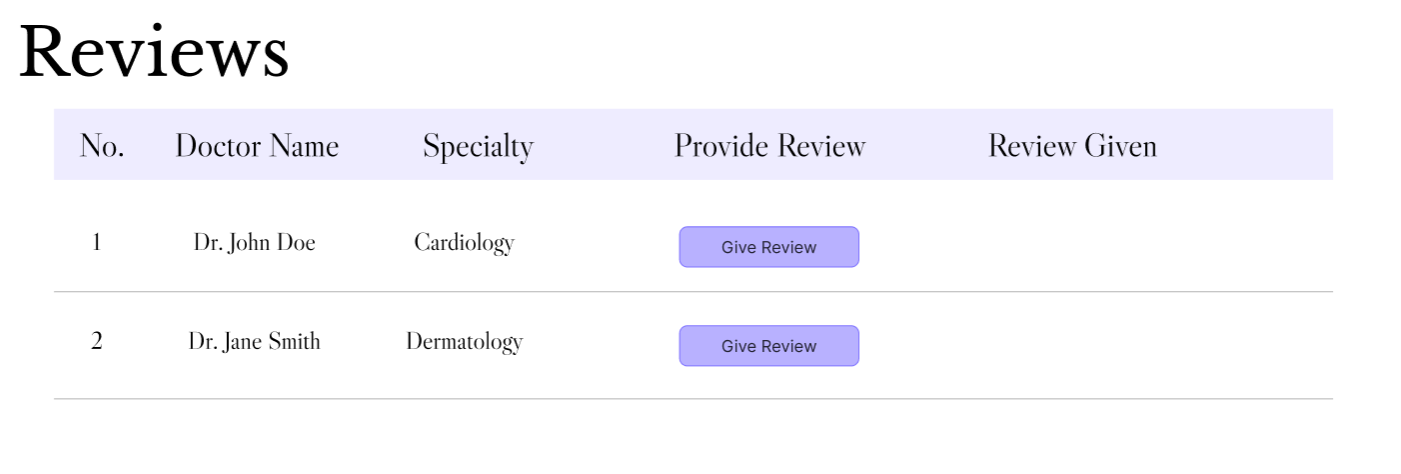 Reviews
No. Doctor Name Specialty Provide Review Review Given
1 Dr. John Doe Cardiology Give Review
2 Dr. Jane Smith Dermatology Give Review